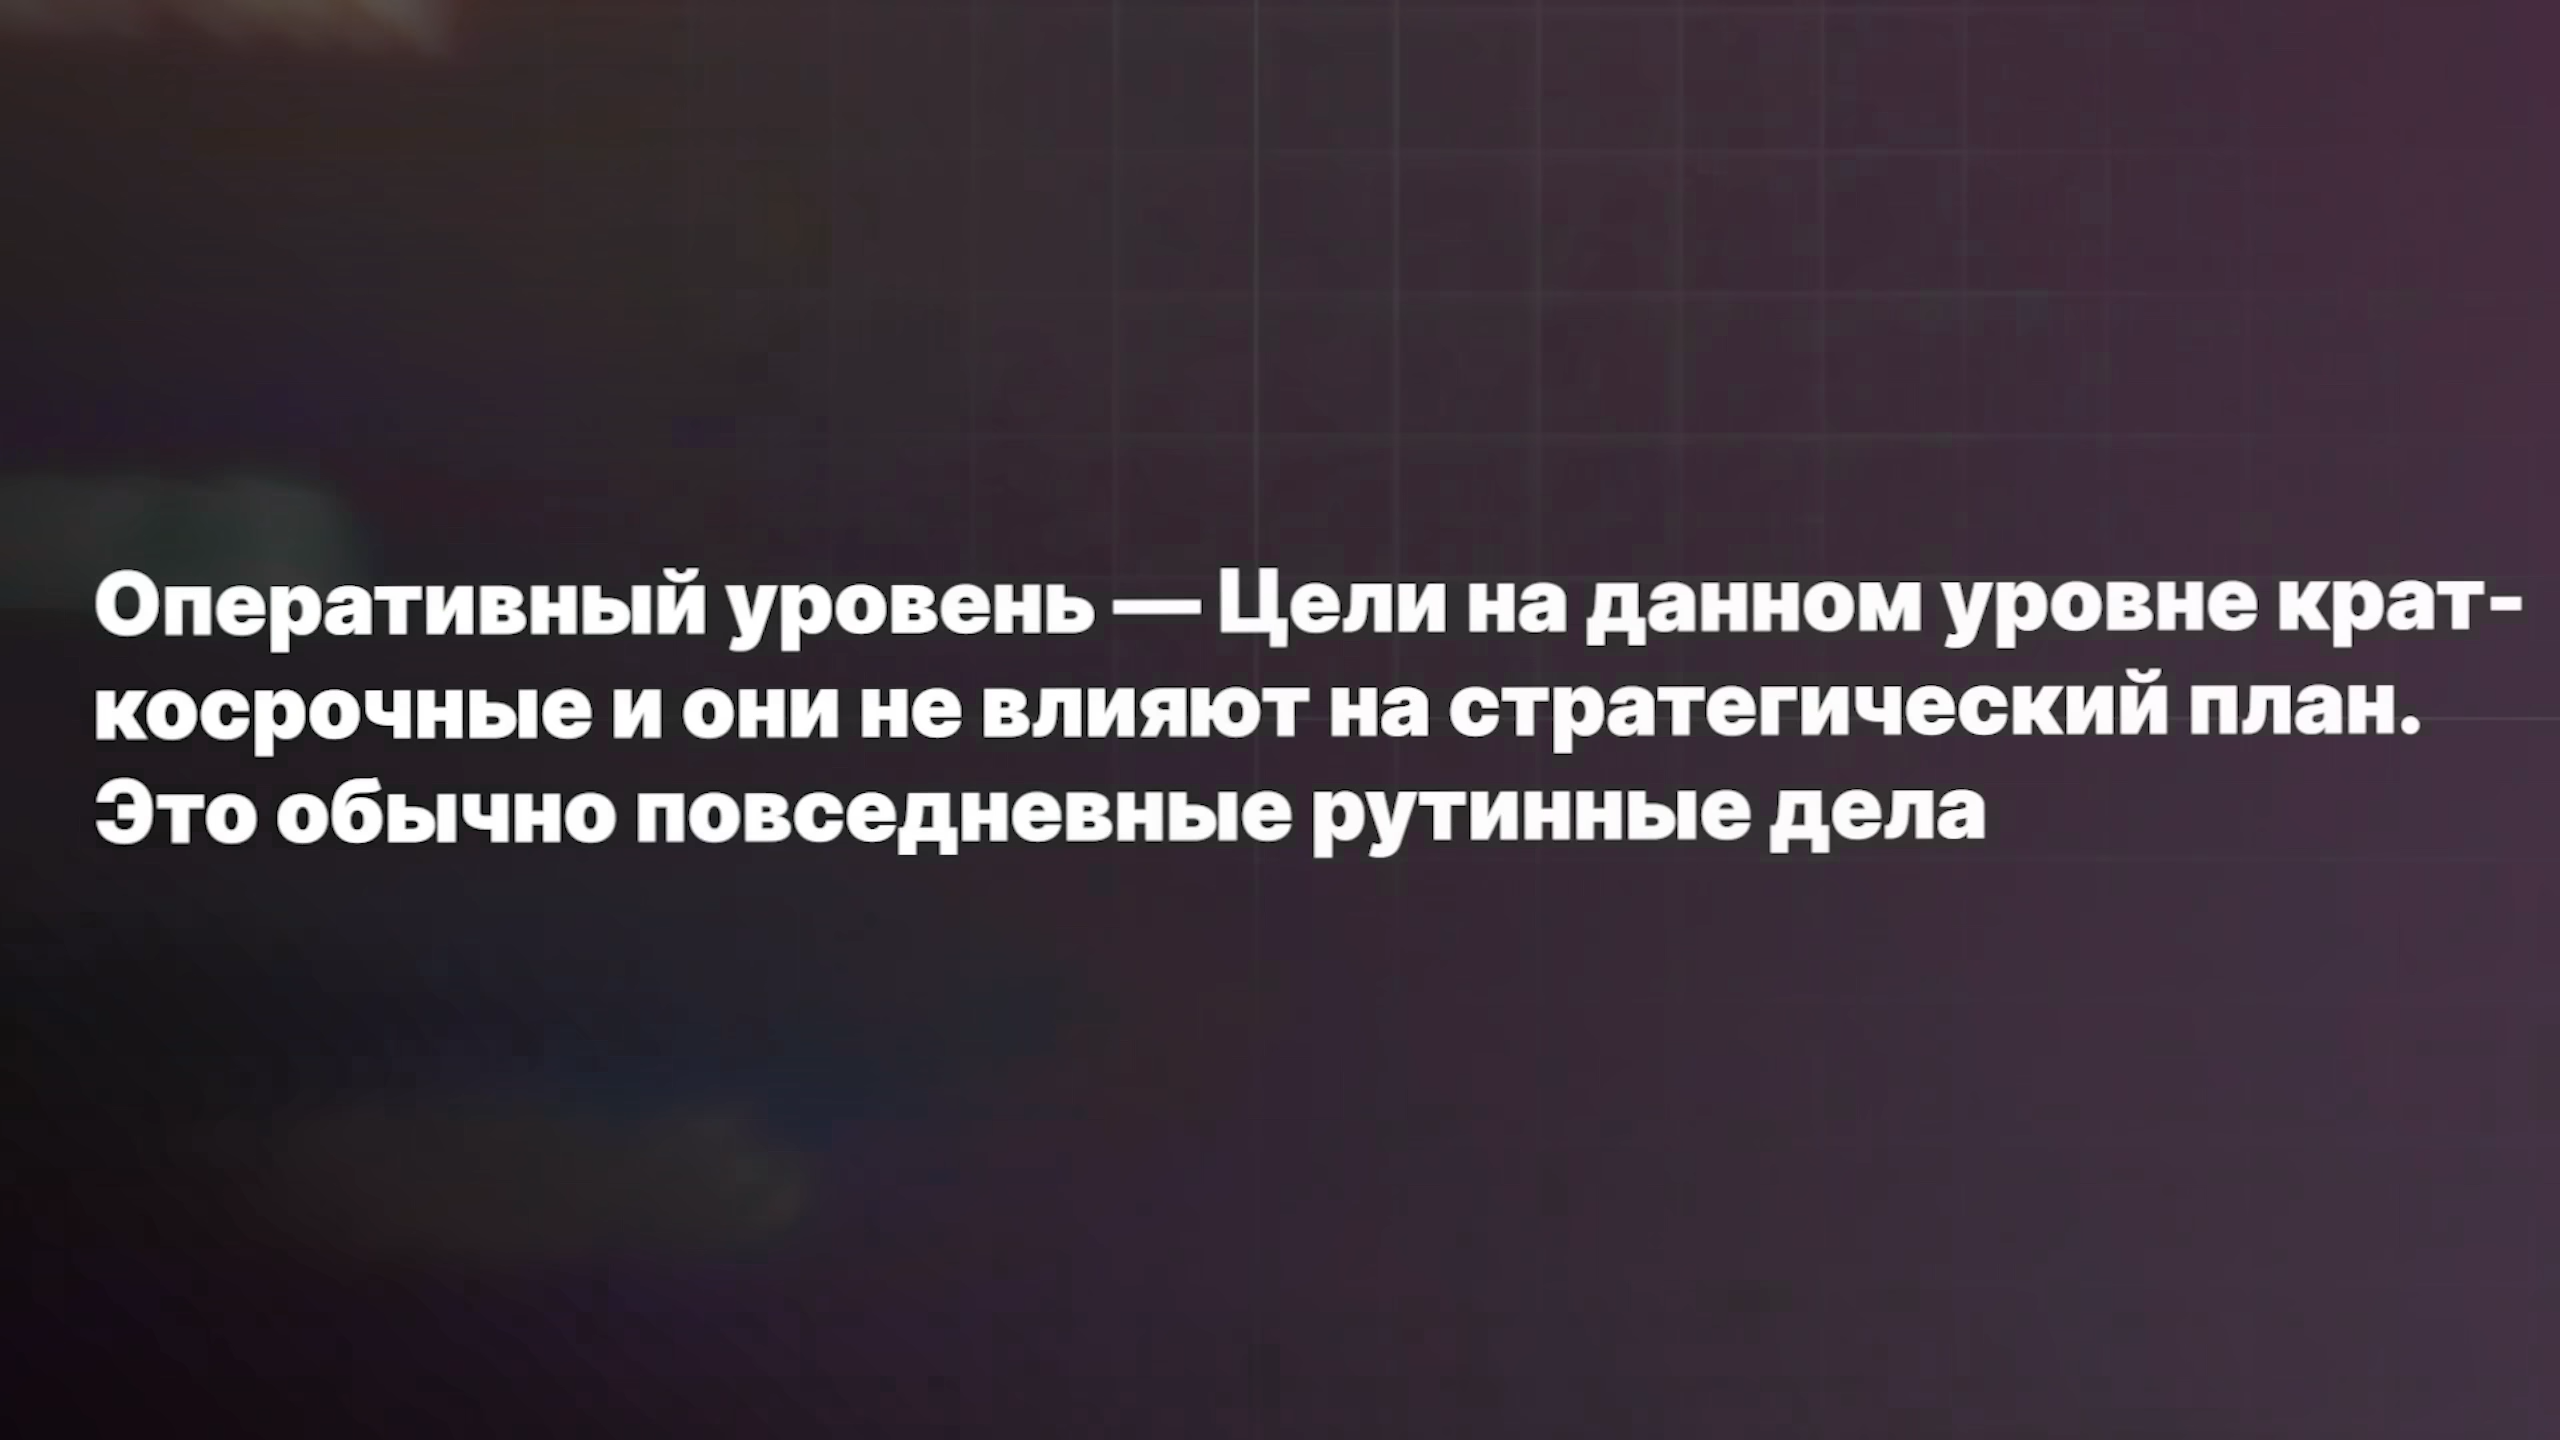 Оперативный уровень — Цели на данном уровне крат-
косрочные и они не влияют на стратегический план.
Это обычно повседневные рутинные дела